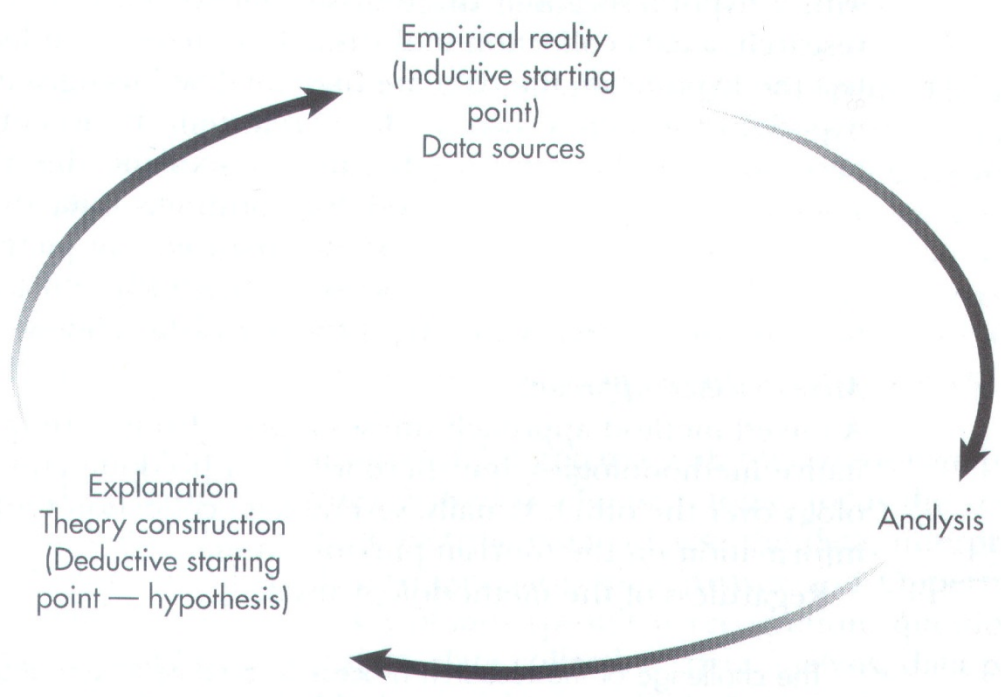 Empirical reality
(Inductive starting
point)
Data sources
Analysis
Explanation
Theory construction
(Deductive starting
point — hypothesis)